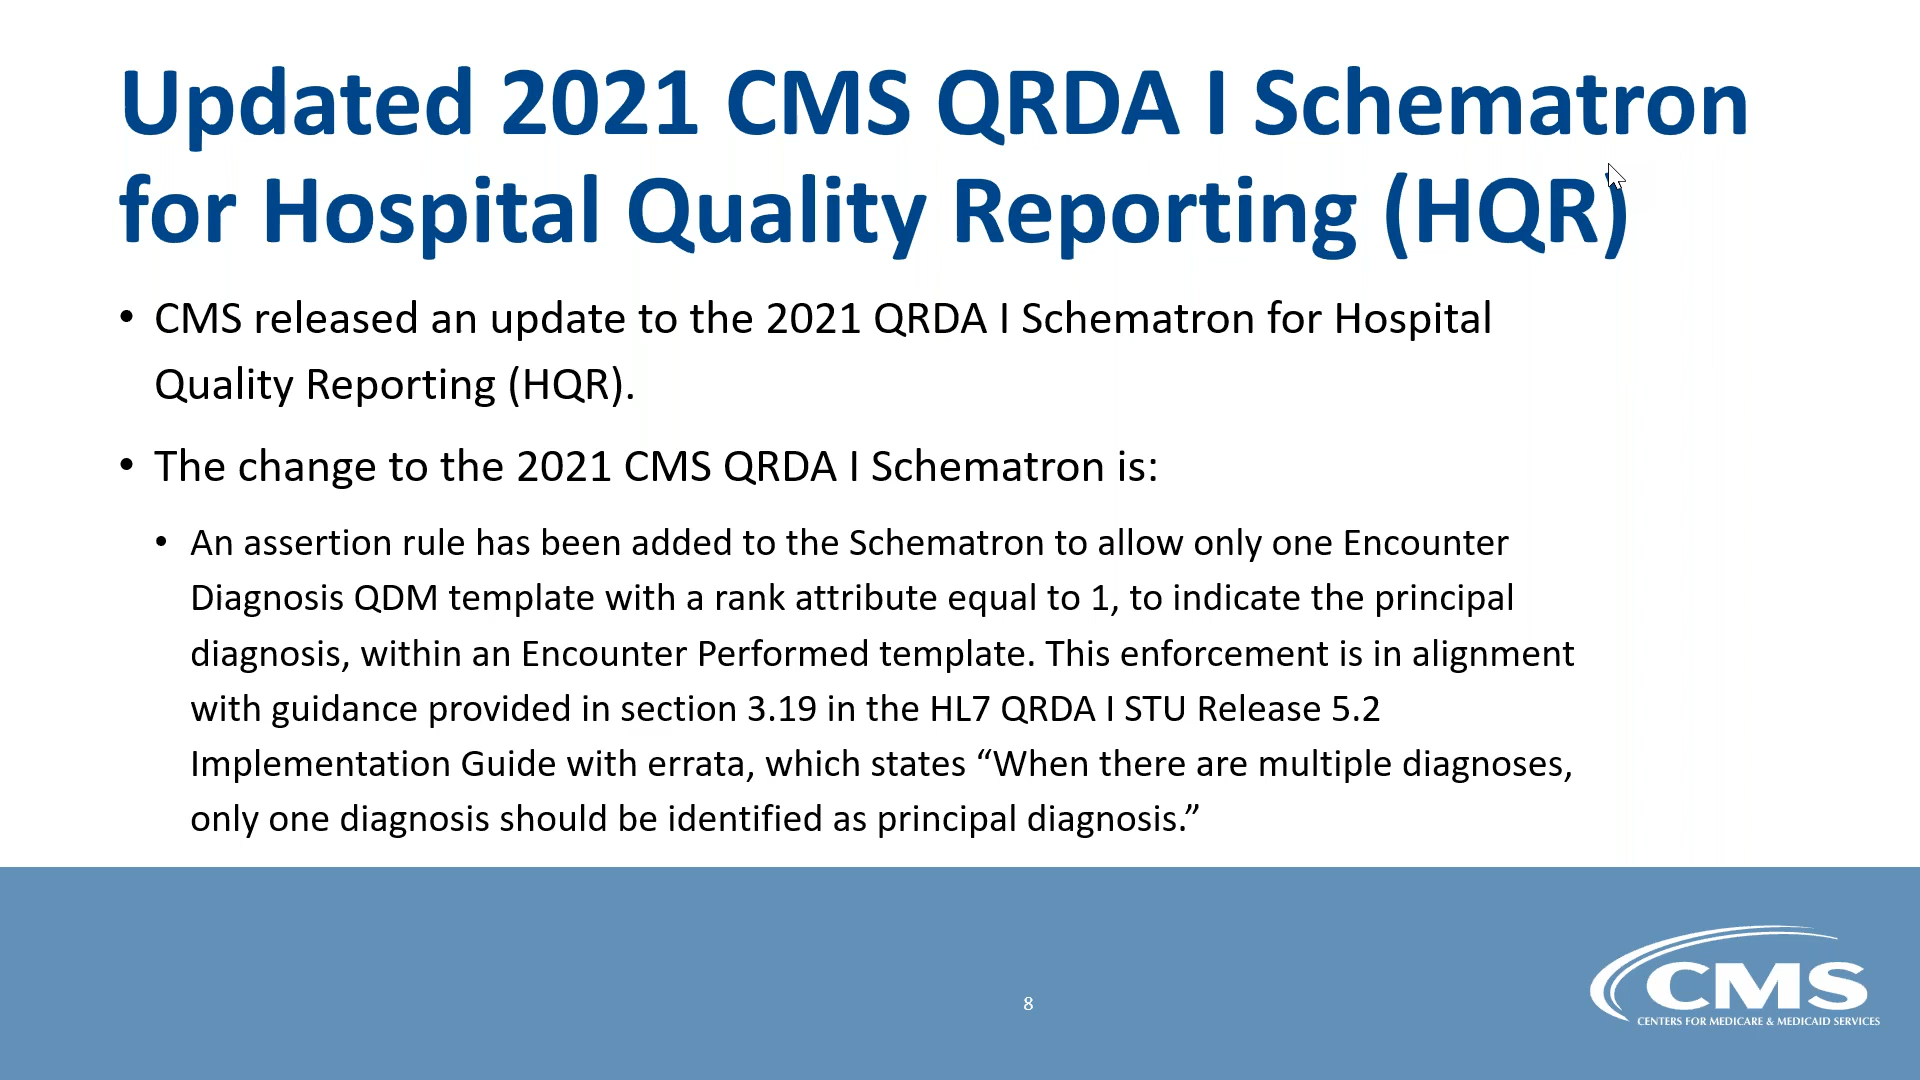 Updated 2021 CMS QRDA I Schematron
for Hospital Quality Reporting (HQR)
• CMS released an update to the 2021 QRDA I Schematron for Hospital
Quality Reporting (HQR).
• The change to the 2021 CMS QRDA I Schematron is:
• An assertion rule has been added to the Schematron to allow only one Encounter
Diagnosis QDM template with a rank attribute equal to 1, to indicate the principal
diagnosis, within an Encounter Performed template. This enforcement is in alignment
with guidance provided in section 3.19 in the HL7 QRDA I STU Release 5.2
Implementation Guide with errata, which states “When there are multiple diagnoses,
only one diagnosis should be identified as principal diagnosis.”
8
CMS
CENTERS FOR MEDICARE & MEDICAID SERVICES